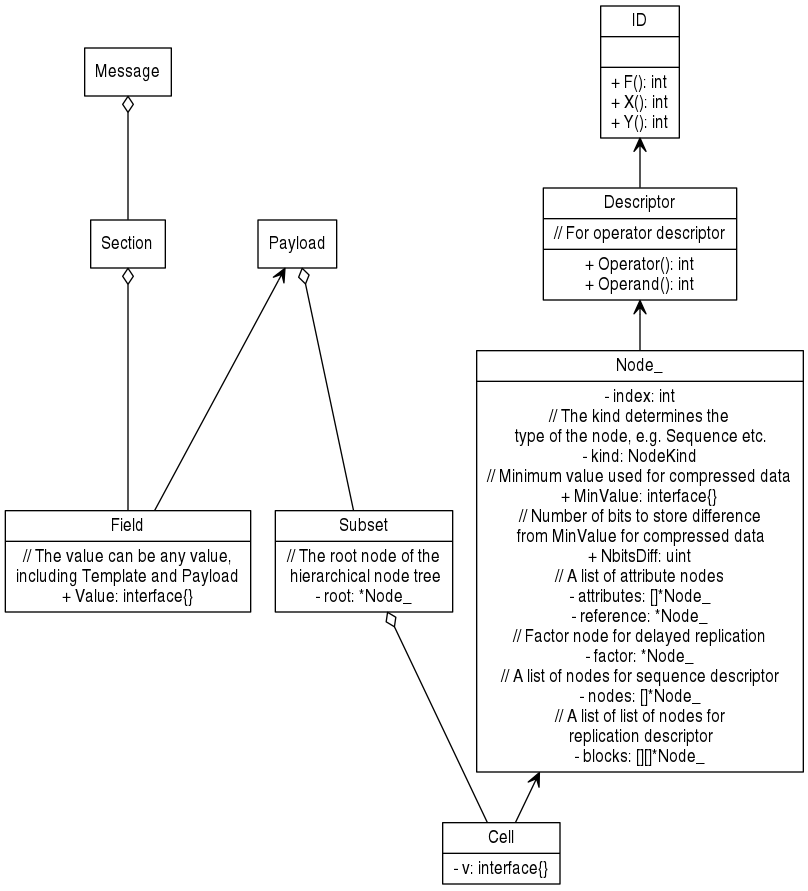 ID
+ F(): int
+ X(): int
+ Y(): int
Message
Descriptor
// For operator descriptor
+ Operator(): int
+ Operand(): int
Section
Payload
Node_
- index: int
// The kind determines the
type of the node, e.g. Sequence etc.
- kind: NodeKind
// Minimum value used for compressed data
+ MinValue: interface{}
// Number of bits to store difference
from MinValue for compressed data
+ NbitsDiff: uint
// A list of attribute nodes
- attributes: []*Node_
- reference: *Node_
// Factor node for delayed replication
- factor: *Node_
// A list of nodes for sequence descriptor
- nodes: []*Node_
// A list of list of nodes for
replication descriptor
- blocks: [][]*Node_
Field
// The value can be any value,
including Template and Payload
+ Value: interface{}
Subset
// The root node of the
hierarchical node tree
- root: *Node_
Cell
- v: interface{}